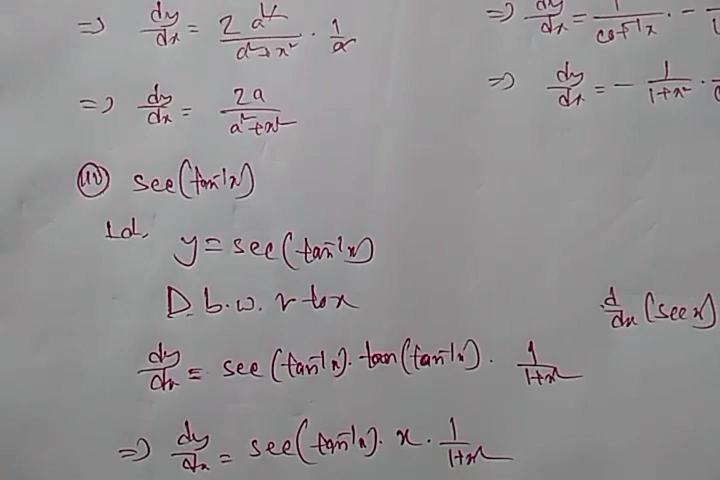 => dy/dx = 2a²/a²+x² · 1/a
=> dy/dx = 2a/a²+x²
(iv) sec(tan⁻¹x)
Let, y = sec(tan⁻¹x)
D. b. w. r to x
dy/dx = sec(tan⁻¹x). tan(tan⁻¹x). 1/1+x²
=> dy/dx = sec(tan⁻¹x). x . 1/1+x²
=> dy/dx = 1/cot⁻¹x · -
=> dy/dx = - 1/1+x² ·
d/dx (sec x)